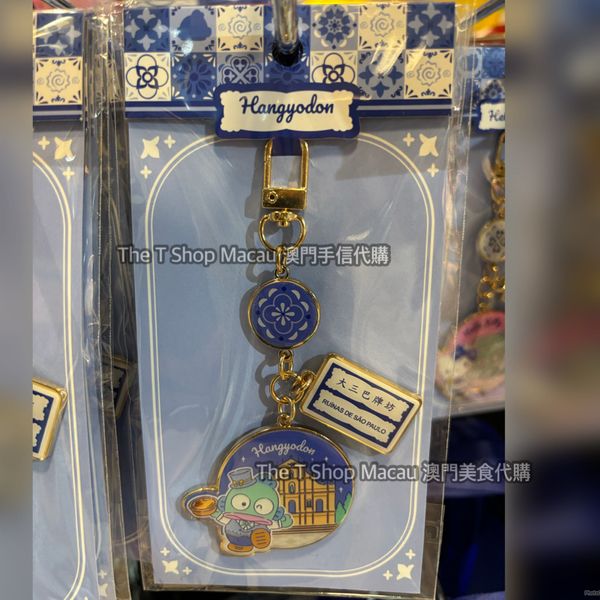 Hangyodon
The T Shop Macau 澳門手信代購
大三巴牌坊
RUÍNAS DE SÃO PAULO
Hangyodon
The T Shop Macau 澳門美食代購